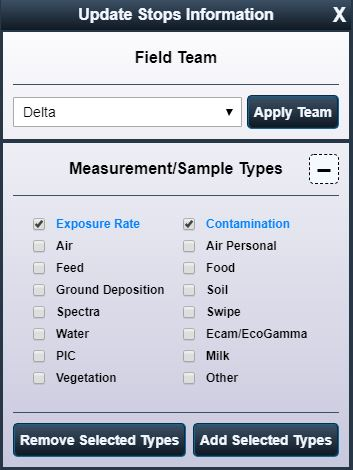 Update Stops Information X
Field Team
Delta Apply Team
Measurement/Sample Types −
Exposure Rate Contamination
Air Air Personal
Feed Food
Ground Deposition Soil
Spectra Swipe
Water Ecam/EcoGamma
PIC Milk
Vegetation Other
Remove Selected Types Add Selected Types